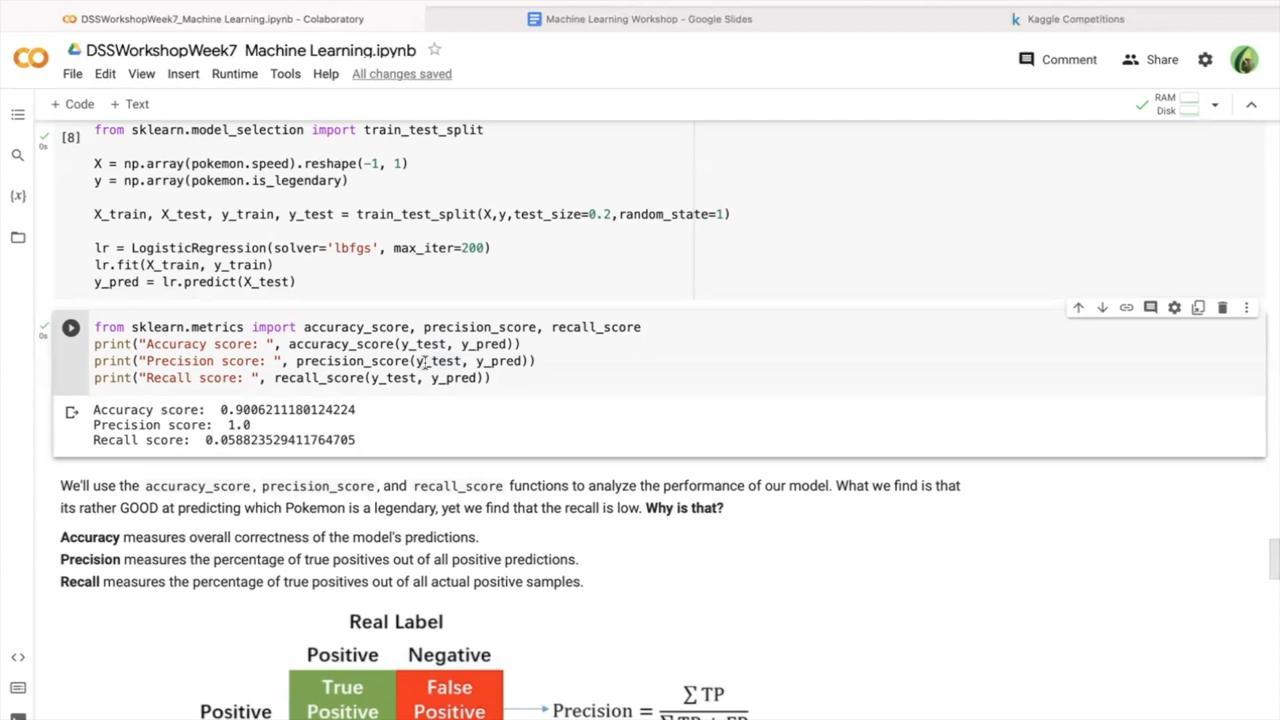 DSSWorkshopWeek7_Machine Learning.ipynb - Colaboratory
Machine Learning Workshop - Google Slides
Kaggle Competitions
DSSWorkshopWeek7 Machine Learning.ipynb
Comment
Share
File Edit View Insert Runtime Tools Help All changes saved
+ Code + Text
RAM
Disk
[8]
0s
from sklearn.model_selection import train_test_split
X = np.array(pokemon.speed).reshape(-1, 1)
y = np.array(pokemon.is_legendary)
X_train, X_test, y_train, y_test = train_test_split(X,y,test_size=0.2,random_state=1)
lr = LogisticRegression(solver='lbfgs', max_iter=200)
lr.fit(X_train, y_train)
y_pred = lr.predict(X_test)
0s
from sklearn.metrics import accuracy_score, precision_score, recall_score
print("Accuracy score: ", accuracy_score(y_test, y_pred))
print("Precision score: ", precision_score(y_test, y_pred))
print("Recall score: ", recall_score(y_test, y_pred))
Accuracy score:  0.9006211180124224
Precision score:  1.0
Recall score:  0.058823529411764705
We'll use the accuracy_score, precision_score, and recall_score functions to analyze the performance of our model. What we find is that
its rather GOOD at predicting which Pokemon is a legendary, yet we find that the recall is low. Why is that?
Accuracy measures overall correctness of the model's predictions.
Precision measures the percentage of true positives out of all positive predictions.
Recall measures the percentage of true positives out of all actual positive samples.
Real Label
Positive Negative
True Positive
False Positive
Positive
Precision = ∑ TP